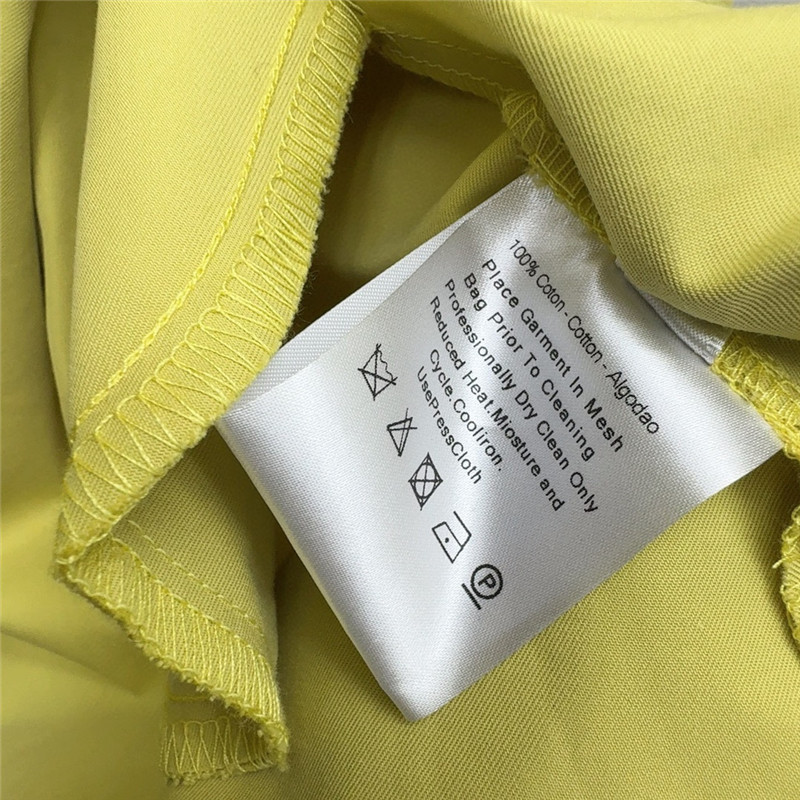 100% Coton - Cotton - Algodao
Place Garment In Mesh
Bag Prior To Cleaning
Professionally Dry Clean Only
Reduced Heat.Miosture and
Cycle.Cooliron.
UsePressCloth
P